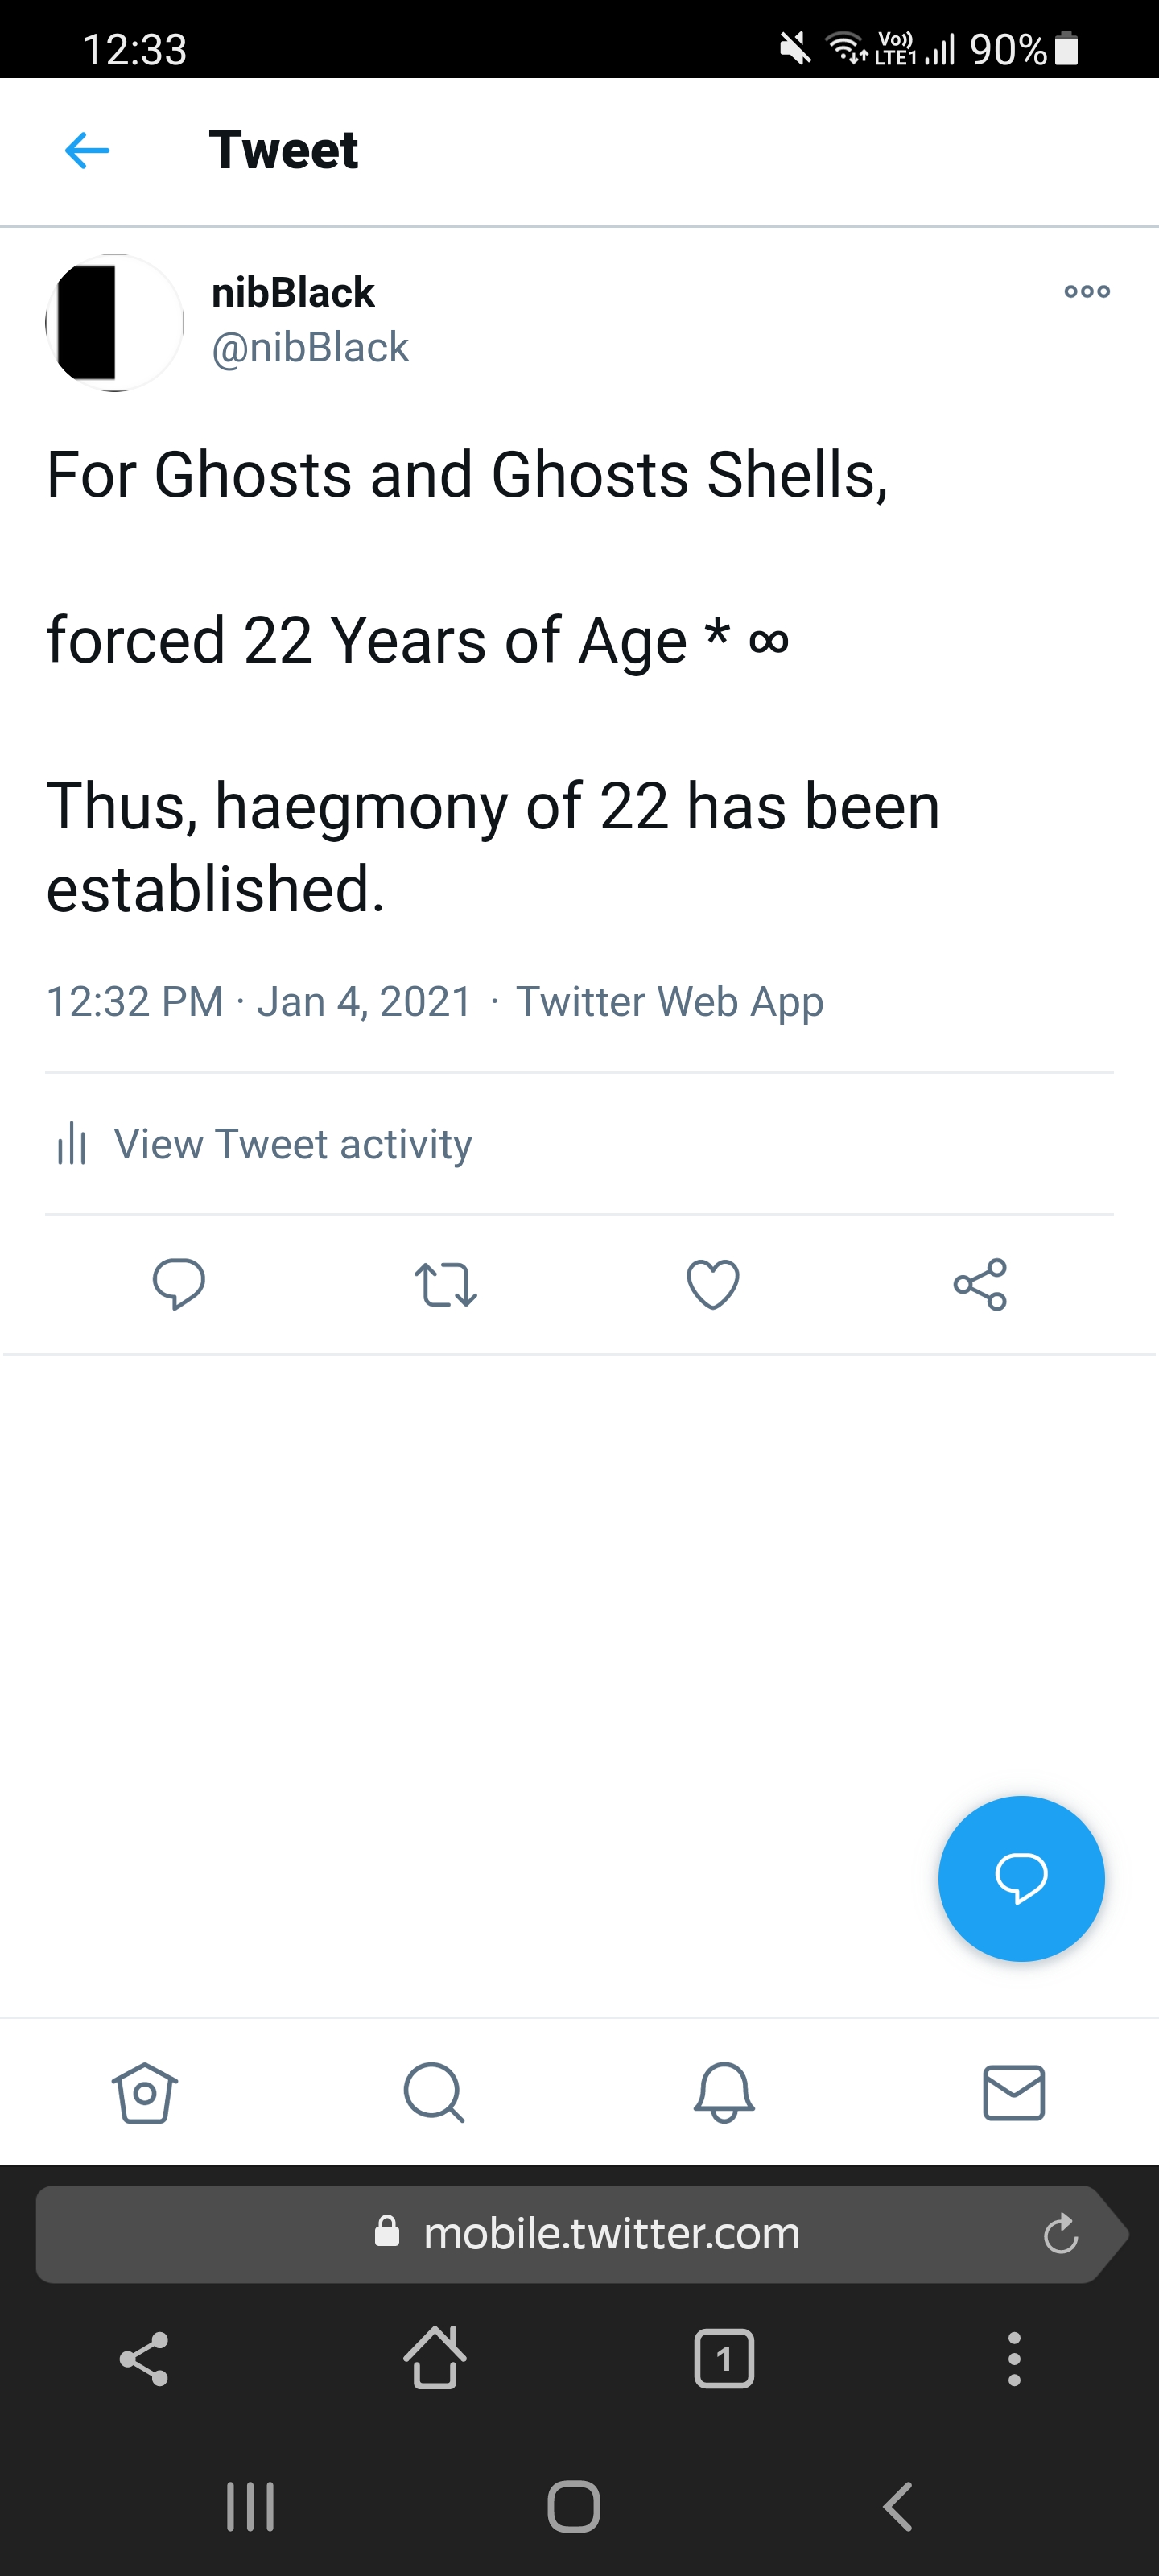 12:33
Vo))
LTE1
90%
Tweet
nibBlack
@nibBlack
For Ghosts and Ghosts Shells,
forced 22 Years of Age * ∞
Thus, haegmony of 22 has been
established.
12:32 PM · Jan 4, 2021 · Twitter Web App
View Tweet activity
mobile.twitter.com
1